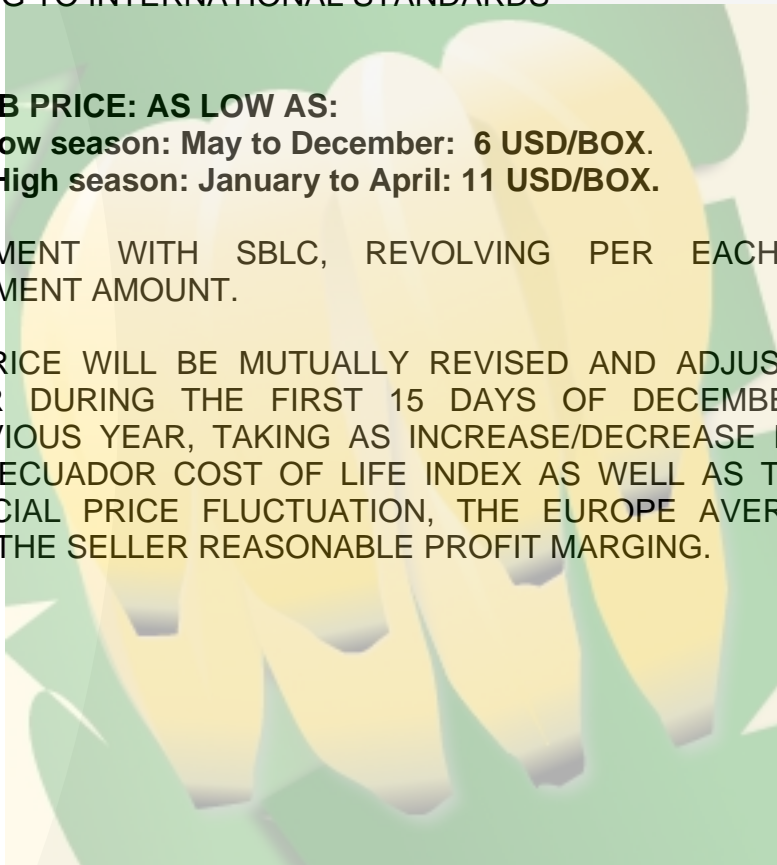 G TO INTERNATIONAL STANDARDS
B PRICE: AS LOW AS:
ow season: May to December: 6 USD/BOX.
High season: January to April: 11 USD/BOX.
MENT WITH SBLC, REVOLVING PER EACH
MENT AMOUNT.
RICE WILL BE MUTUALLY REVISED AND ADJUS
R DURING THE FIRST 15 DAYS OF DECEMBE
VIOUS YEAR, TAKING AS INCREASE/DECREASE
ECUADOR COST OF LIFE INDEX AS WELL AS T
CIAL PRICE FLUCTUATION, THE EUROPE AVER
THE SELLER REASONABLE PROFIT MARGING.